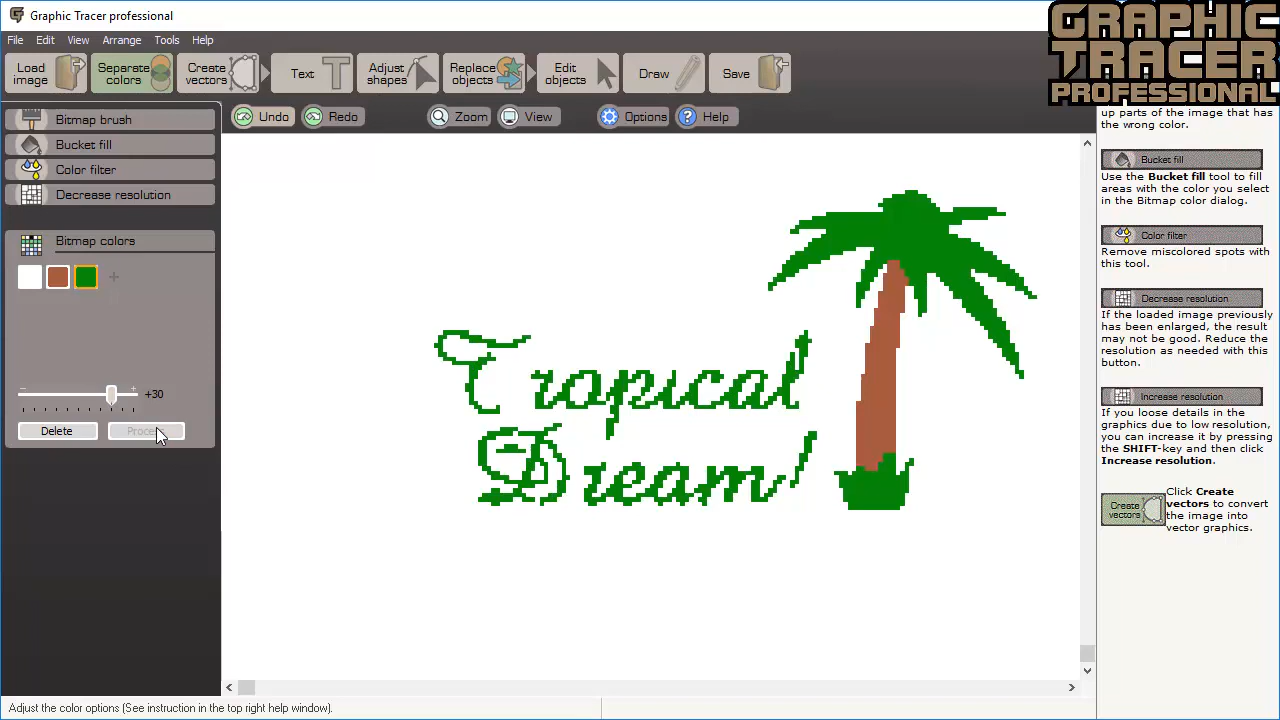 Graphic Tracer professional
GRAPHIC
TRACER
PROFESSIONAL
File Edit View Arrange Tools Help
Load image
Separate colors
Create vectors
Text
Adjust shapes
Replace objects
Edit objects
Draw
Save
Undo
Redo
Zoom
View
Options
Help
Bitmap brush
Bucket fill
Color filter
Decrease resolution
Bitmap colors
+30
Delete
Tropical
Dream
up parts of the image that has
the wrong color.
Bucket fill
Use the Bucket fill tool to fill
areas with the color you select
in the Bitmap color dialog.
Color filter
Remove miscolored spots with
this tool.
Decrease resolution
If the loaded image previously
has been enlarged, the result
may not be good. Reduce the
resolution as needed with this
button.
Increase resolution
If you loose details in the
graphics due to low resolution,
you can increase it by pressing
the SHIFT-key and then click
Increase resolution.
Create vectors
Click Create
vectors to convert
the image into
vector graphics.
Adjust the color options (See instruction in the top right help window).